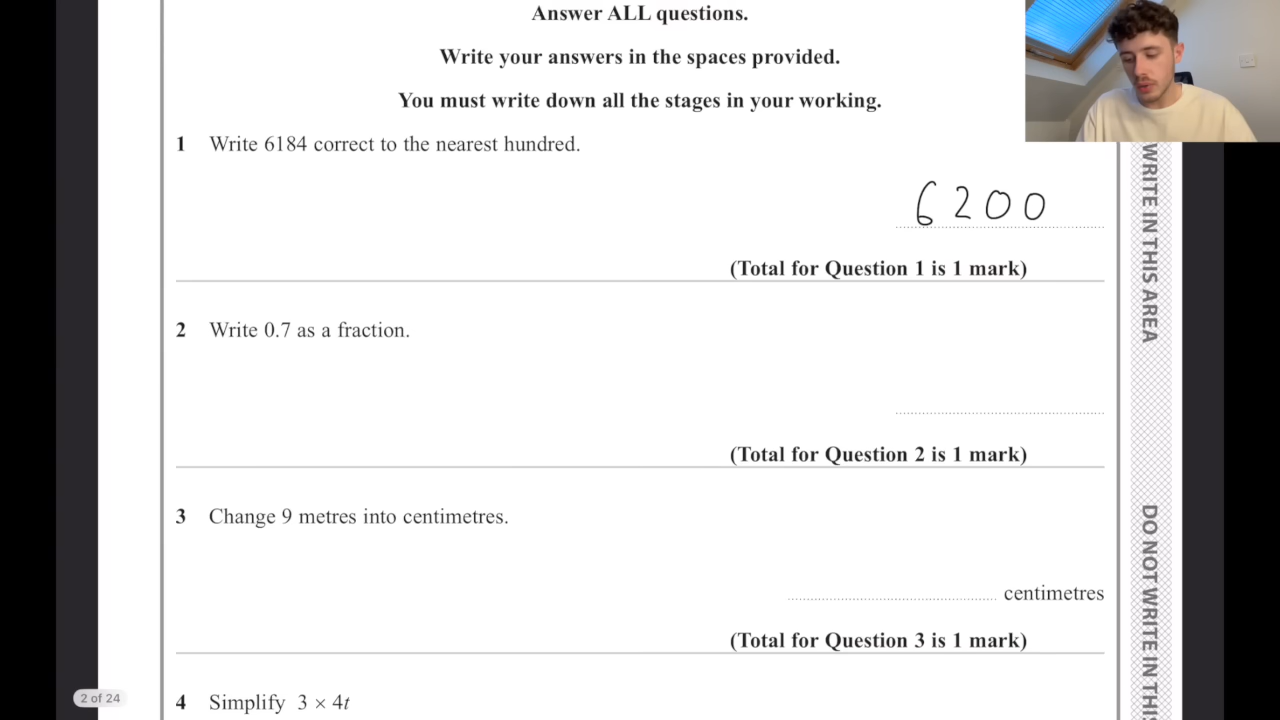 Answer ALL questions.
Write your answers in the spaces provided.
You must write down all the stages in your working.
1 Write 6184 correct to the nearest hundred.
6200
(Total for Question 1 is 1 mark)
2 Write 0.7 as a fraction.
(Total for Question 2 is 1 mark)
3 Change 9 metres into centimetres.
centimetres
(Total for Question 3 is 1 mark)
4 Simplify 3 × 4t
2 of 24
WRITE IN THIS AREA
DO NOT WRITE IN THIS